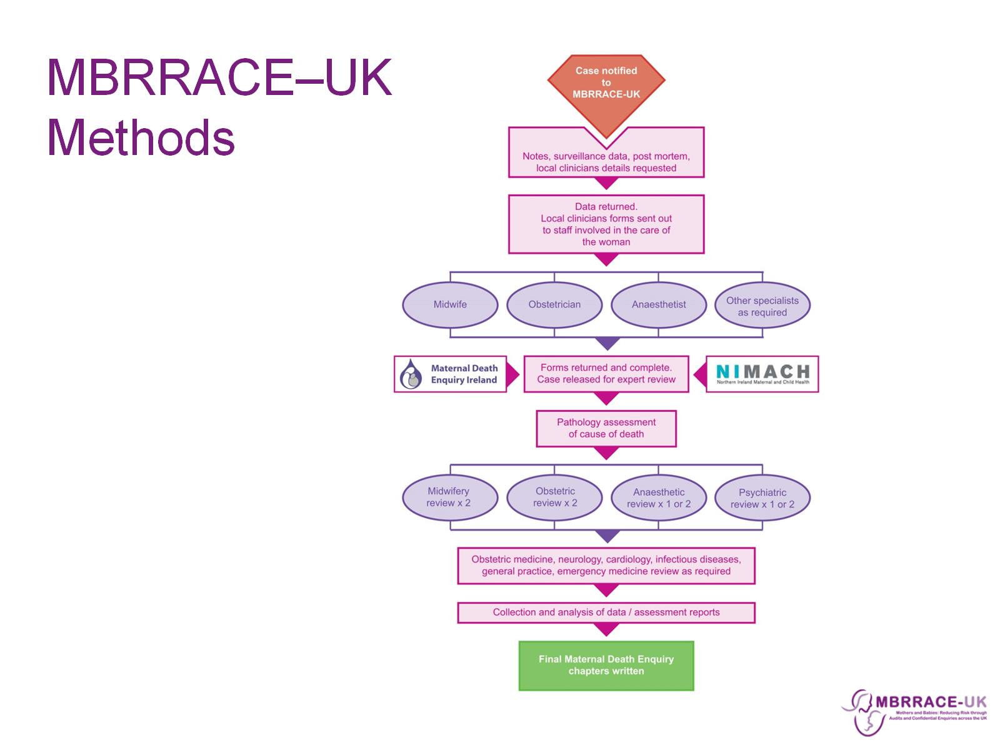 MBRRACE–UK
Methods
Case notified
to
MBRRACE-UK
Notes, surveillance data, post mortem,
local clinicians details requested
Data returned.
Local clinicians forms sent out
to staff involved in the care of
the woman
Midwife
Obstetrician
Anaesthetist
Other specialists
as required
Maternal Death
Enquiry Ireland
Forms returned and complete.
Case released for expert review
NIMACH
Northern Ireland Maternal and Child Health
Pathology assessment
of cause of death
Midwifery
review x 2
Obstetric
review x 2
Anaesthetic
review x 1 or 2
Psychiatric
review x 1 or 2
Obstetric medicine, neurology, cardiology, infectious diseases,
general practice, emergency medicine review as required
Collection and analysis of data / assessment reports
Final Maternal Death Enquiry
chapters written
MBRRACE-UK
Mothers and Babies: Reducing Risk through
Audits and Confidential Enquiries across the UK